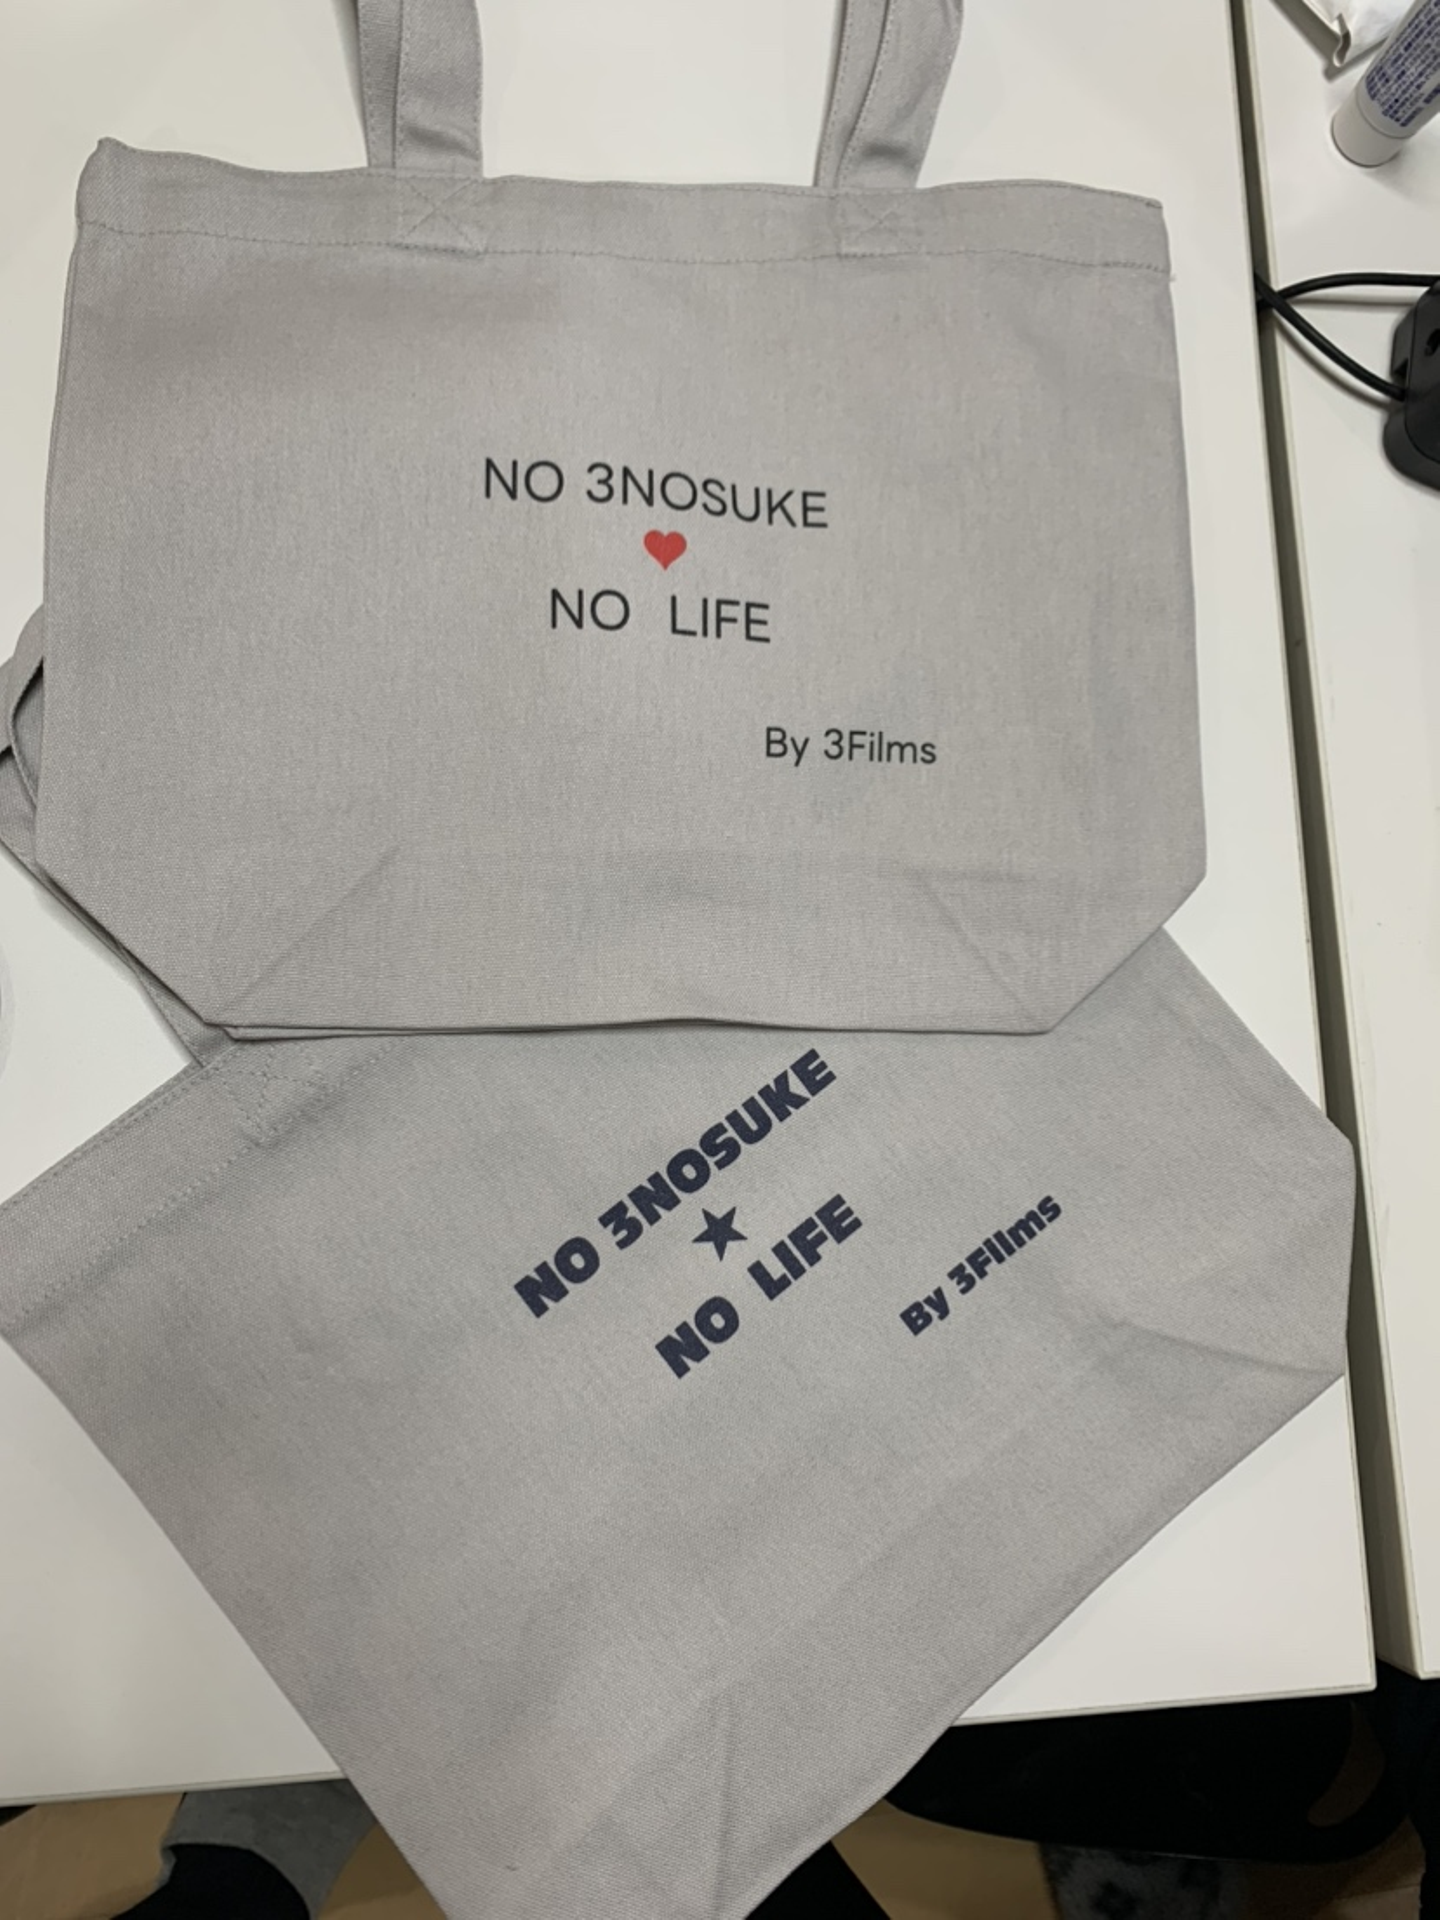 NO 3NOSUKE
♥
NO LIFE
By 3Films
NO 3NOSUKE
★
NO LIFE
By 3Films